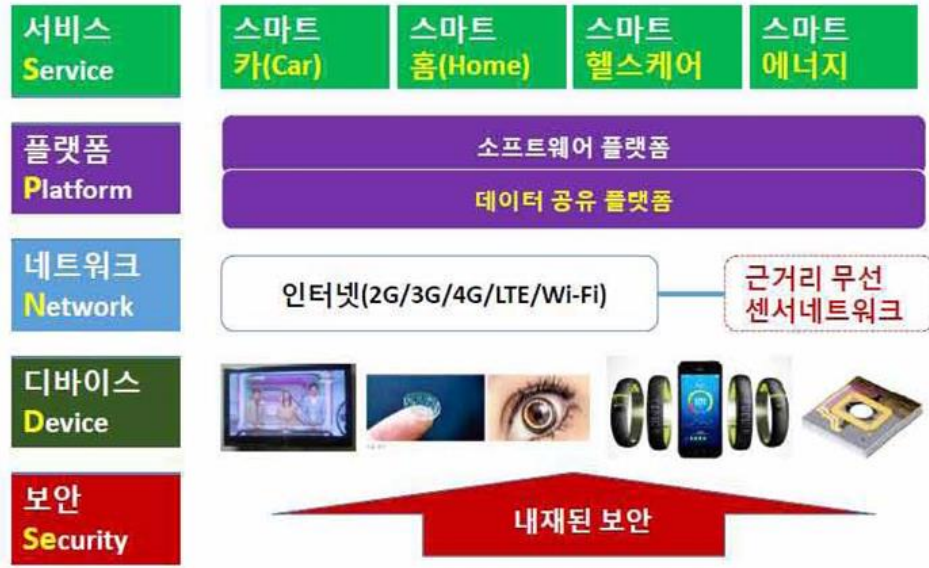 서비스
Service
스마트
카(Car)
스마트
홈(Home)
스마트
헬스케어
스마트
에너지
플랫폼
Platform
소프트웨어 플랫폼
데이터 공유 플랫폼
네트워크
Network
인터넷(2G/3G/4G/LTE/Wi-Fi)
근거리 무선
센서네트워크
디바이스
Device
보안
Security
내재된 보안